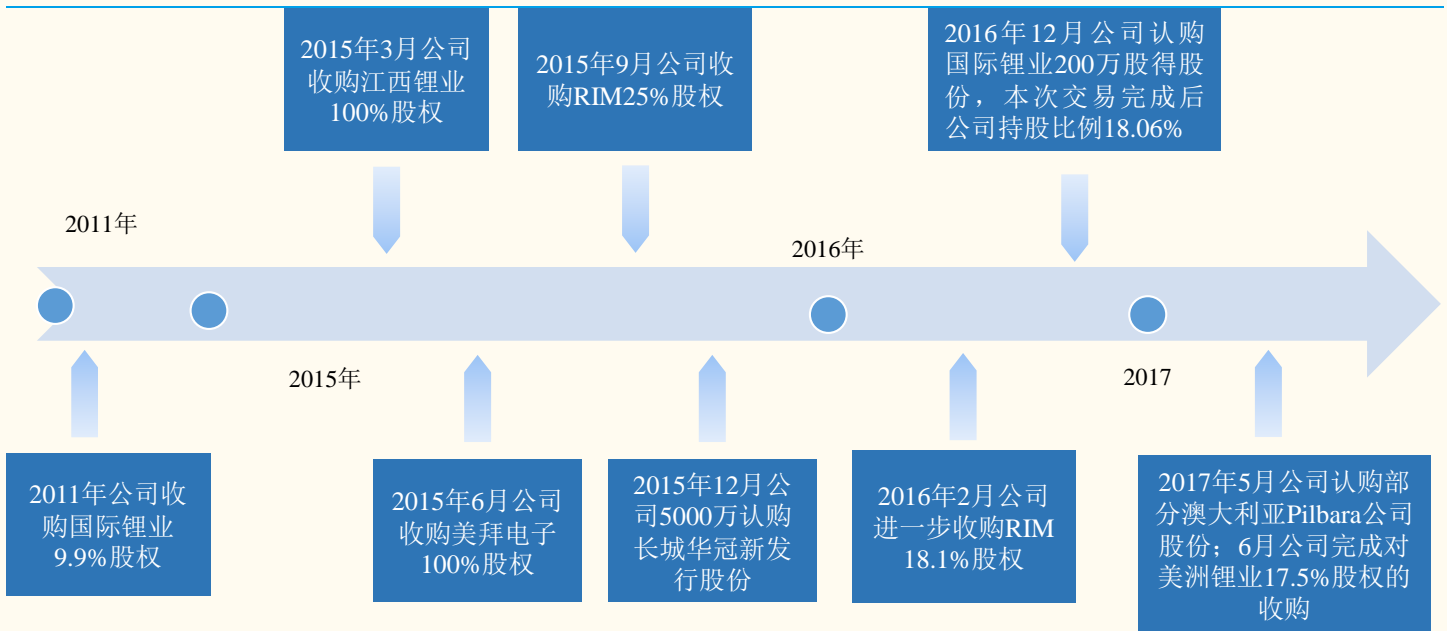 2015年3月公司
收购江西锂业
100%股权
2015年9月公司收
购RIM25%股权
2016年12月公司认购
国际锂业200万股得股
份，本次交易完成后
公司持股比例18.06%
2011年
2016年
2015年
2017
2011年公司收
购国际锂业
9.9%股权
2015年6月公司
收购美拜电子
100%股权
2015年12月公
司5000万认购
长城华冠新发
行股份
2016年2月公司
进一步收购RIM
18.1%股权
2017年5月公司认购部
分澳大利亚Pilbara公司
股份；6月公司完成对
美洲锂业17.5%股权的
收购